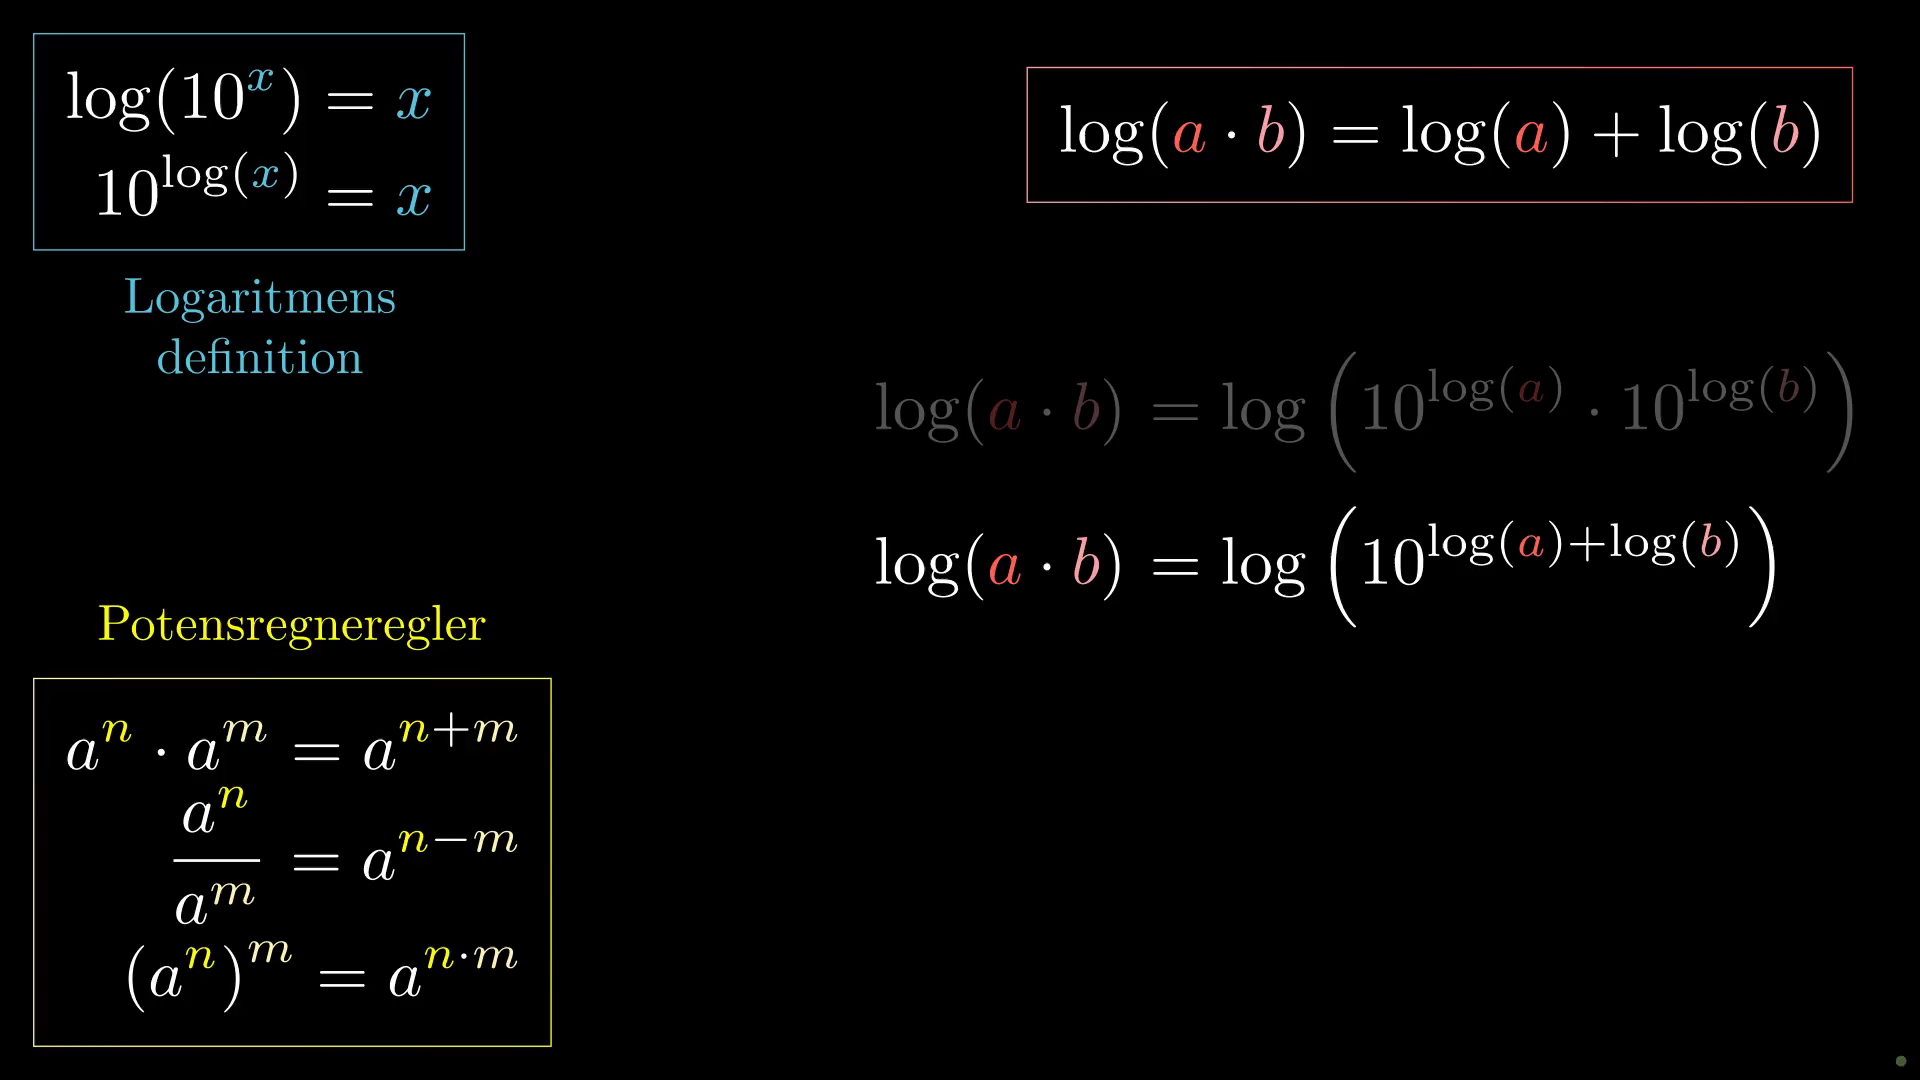 log(10^x) = x
10^log(x) = x
Logaritmens
definition
log(a · b) = log(a) + log(b)
log(a · b) = log(10^log(a) · 10^log(b))
log(a · b) = log(10^log(a)+log(b))
Potensregneregler
a^n · a^m = a^n+m
a^n / a^m = a^n−m
(a^n)^m = a^n·m